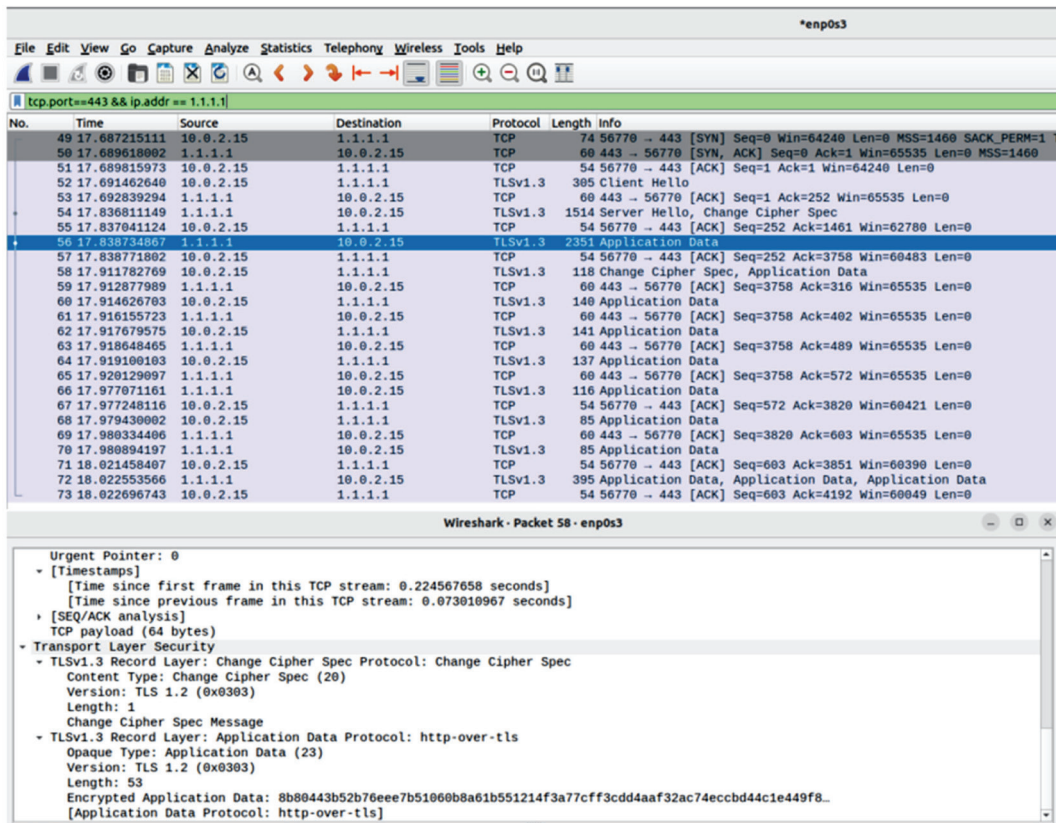 *enp0s3
File Edit View Go Capture Analyze Statistics Telephony Wireless Tools Help
tcp.port==443 && ip.addr == 1.1.1.1
No. Time Source Destination Protocol Length Info
49 17.687215111 10.0.2.15 1.1.1.1 TCP 74 56770 → 443 [SYN] Seq=0 Win=64240 Len=0 MSS=1460 SACK_PERM=1
50 17.689618002 1.1.1.1 10.0.2.15 TCP 60 443 → 56770 [SYN, ACK] Seq=0 Ack=1 Win=65535 Len=0 MSS=1460
51 17.689815973 10.0.2.15 1.1.1.1 TCP 54 56770 → 443 [ACK] Seq=1 Ack=1 Win=64240 Len=0
52 17.691462640 10.0.2.15 1.1.1.1 TLSv1.3 305 Client Hello
53 17.692839294 1.1.1.1 10.0.2.15 TCP 60 443 → 56770 [ACK] Seq=1 Ack=252 Win=65535 Len=0
54 17.836811149 1.1.1.1 10.0.2.15 TLSv1.3 1514 Server Hello, Change Cipher Spec
55 17.837041124 10.0.2.15 1.1.1.1 TCP 54 56770 → 443 [ACK] Seq=252 Ack=1461 Win=62780 Len=0
56 17.838734867 1.1.1.1 10.0.2.15 TLSv1.3 2351 Application Data
57 17.838771802 10.0.2.15 1.1.1.1 TCP 54 56770 → 443 [ACK] Seq=252 Ack=3758 Win=60483 Len=0
58 17.911782769 10.0.2.15 1.1.1.1 TLSv1.3 118 Change Cipher Spec, Application Data
59 17.912877989 1.1.1.1 10.0.2.15 TCP 60 443 → 56770 [ACK] Seq=3758 Ack=316 Win=65535 Len=0
60 17.914626703 10.0.2.15 1.1.1.1 TLSv1.3 140 Application Data
61 17.916155723 1.1.1.1 10.0.2.15 TCP 60 443 → 56770 [ACK] Seq=3758 Ack=402 Win=65535 Len=0
62 17.917679575 10.0.2.15 1.1.1.1 TLSv1.3 141 Application Data
63 17.918648465 1.1.1.1 10.0.2.15 TCP 60 443 → 56770 [ACK] Seq=3758 Ack=489 Win=65535 Len=0
64 17.919100103 10.0.2.15 1.1.1.1 TLSv1.3 137 Application Data
65 17.920129097 1.1.1.1 10.0.2.15 TCP 60 443 → 56770 [ACK] Seq=3758 Ack=572 Win=65535 Len=0
66 17.977071161 1.1.1.1 10.0.2.15 TLSv1.3 116 Application Data
67 17.977248116 10.0.2.15 1.1.1.1 TCP 54 56770 → 443 [ACK] Seq=572 Ack=3820 Win=60421 Len=0
68 17.979430002 10.0.2.15 1.1.1.1 TLSv1.3 85 Application Data
69 17.980334406 1.1.1.1 10.0.2.15 TCP 60 443 → 56770 [ACK] Seq=3820 Ack=603 Win=65535 Len=0
70 17.980894197 1.1.1.1 10.0.2.15 TLSv1.3 85 Application Data
71 18.021458407 10.0.2.15 1.1.1.1 TCP 54 56770 → 443 [ACK] Seq=603 Ack=3851 Win=60390 Len=0
72 18.022553566 1.1.1.1 10.0.2.15 TLSv1.3 395 Application Data, Application Data, Application Data
73 18.022696743 10.0.2.15 1.1.1.1 TCP 54 56770 → 443 [ACK] Seq=603 Ack=4192 Win=60049 Len=0
Wireshark · Packet 58 · enp0s3
Urgent Pointer: 0
[Timestamps]
[Time since first frame in this TCP stream: 0.224567658 seconds]
[Time since previous frame in this TCP stream: 0.073010967 seconds]
[SEQ/ACK analysis]
TCP payload (64 bytes)
Transport Layer Security
TLSv1.3 Record Layer: Change Cipher Spec Protocol: Change Cipher Spec
Content Type: Change Cipher Spec (20)
Version: TLS 1.2 (0x0303)
Length: 1
Change Cipher Spec Message
TLSv1.3 Record Layer: Application Data Protocol: http-over-tls
Opaque Type: Application Data (23)
Version: TLS 1.2 (0x0303)
Length: 53
Encrypted Application Data: 8b80443b52b76eee7b51060b8a61b551214f3a77cff3cdd4aaf32ac74eccbd44c1e449f8…
[Application Data Protocol: http-over-tls]